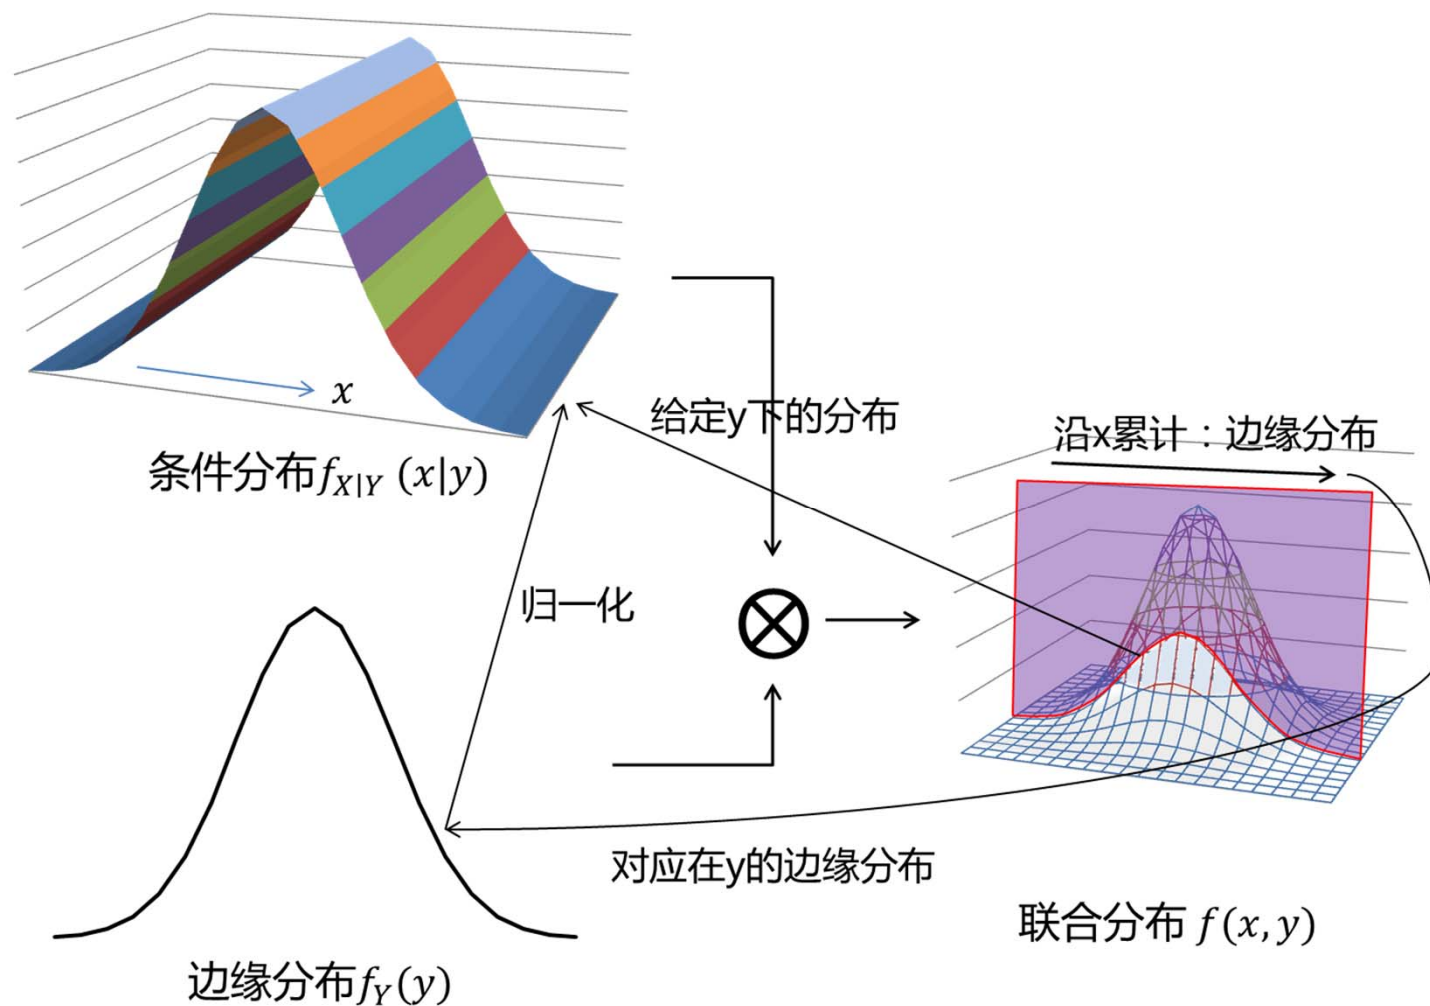 x
条件分布f_{X|Y} (x|y)
给定y下的分布
沿x累计：边缘分布
归一化
对应在y的边缘分布
联合分布 f(x, y)
边缘分布f_Y(y)